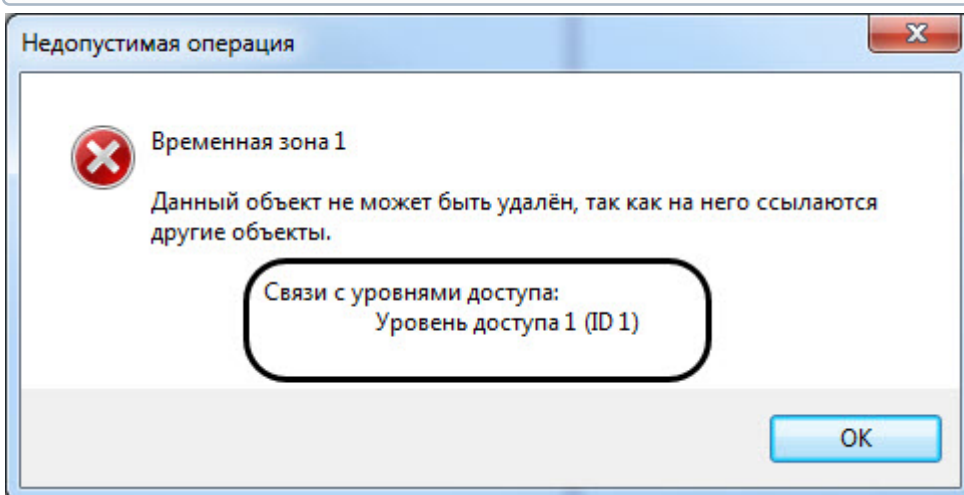 Недопустимая операция
Временная зона 1
Данный объект не может быть удалён, так как на него ссылаются
другие объекты.
Связи с уровнями доступа:
Уровень доступа 1 (ID 1)
OK